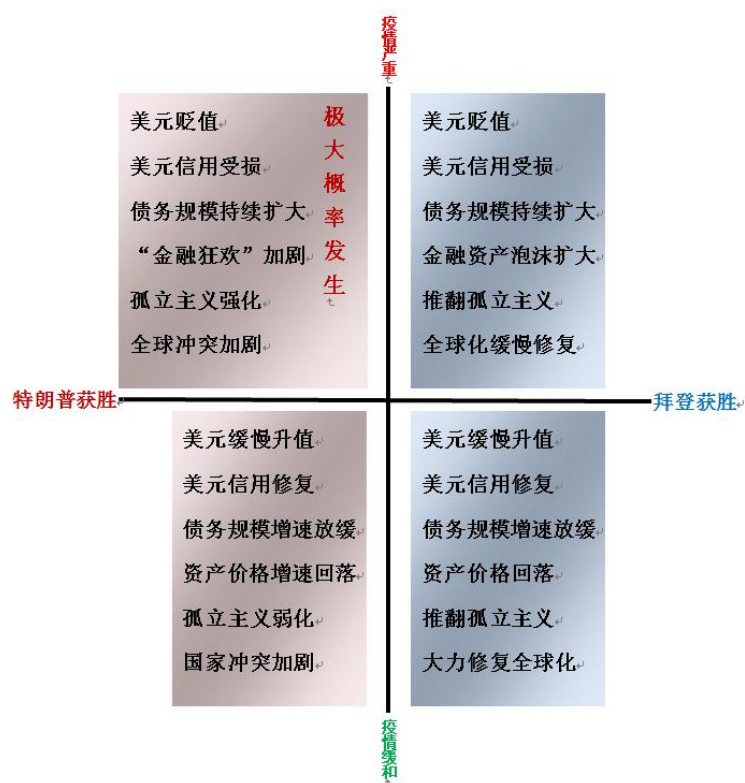 疫情严重
美元贬值
美元信用受损
债务规模持续扩大
“金融狂欢”加剧
孤立主义强化
全球冲突加剧
极大概率发生
美元贬值
美元信用受损
债务规模持续扩大
金融资产泡沫扩大
推翻孤立主义
全球化缓慢修复
特朗普获胜
拜登获胜
美元缓慢升值
美元信用修复
债务规模增速放缓
资产价格增速回落
孤立主义弱化
国家冲突加剧
美元缓慢升值
美元信用修复
债务规模增速放缓
资产价格回落
推翻孤立主义
大力修复全球化
疫情缓和